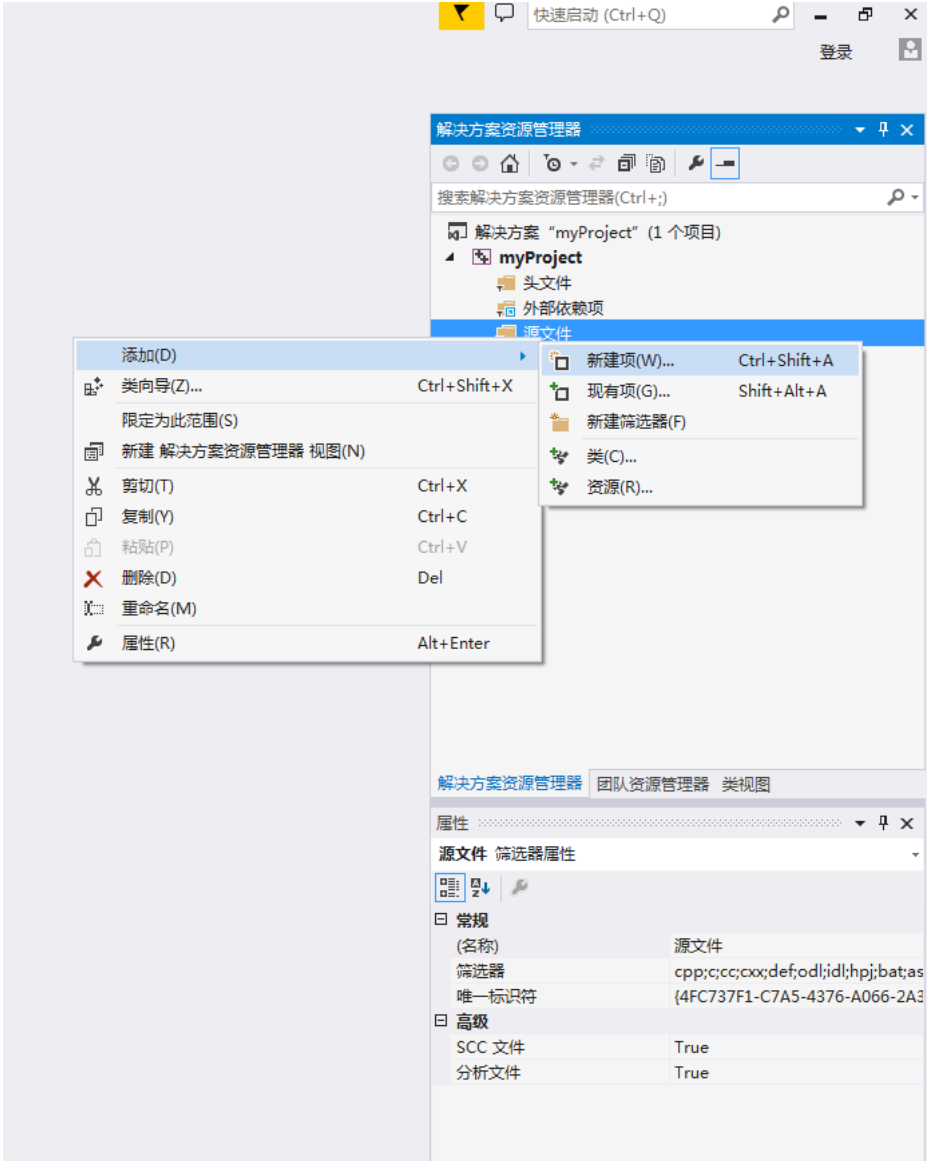 快速启动 (Ctrl+Q)
登录
解决方案资源管理器
搜索解决方案资源管理器(Ctrl+;)
解决方案“myProject”(1 个项目)
myProject
头文件
外部依赖项
源文件
添加(D)
类向导(Z)... Ctrl+Shift+X
限定为此范围(S)
新建 解决方案资源管理器 视图(N)
剪切(T) Ctrl+X
复制(Y) Ctrl+C
粘贴(P) Ctrl+V
删除(D) Del
重命名(M)
属性(R) Alt+Enter
新建项(W)... Ctrl+Shift+A
现有项(G)... Shift+Alt+A
新建筛选器(F)
类(C)...
资源(R)...
解决方案资源管理器 团队资源管理器 类视图
属性
源文件 筛选器属性
常规
(名称) 源文件
筛选器 cpp;c;cc;cxx;def;odl;idl;hpj;bat;as
唯一标识符 {4FC737F1-C7A5-4376-A066-2A3
高级
SCC 文件 True
分析文件 True